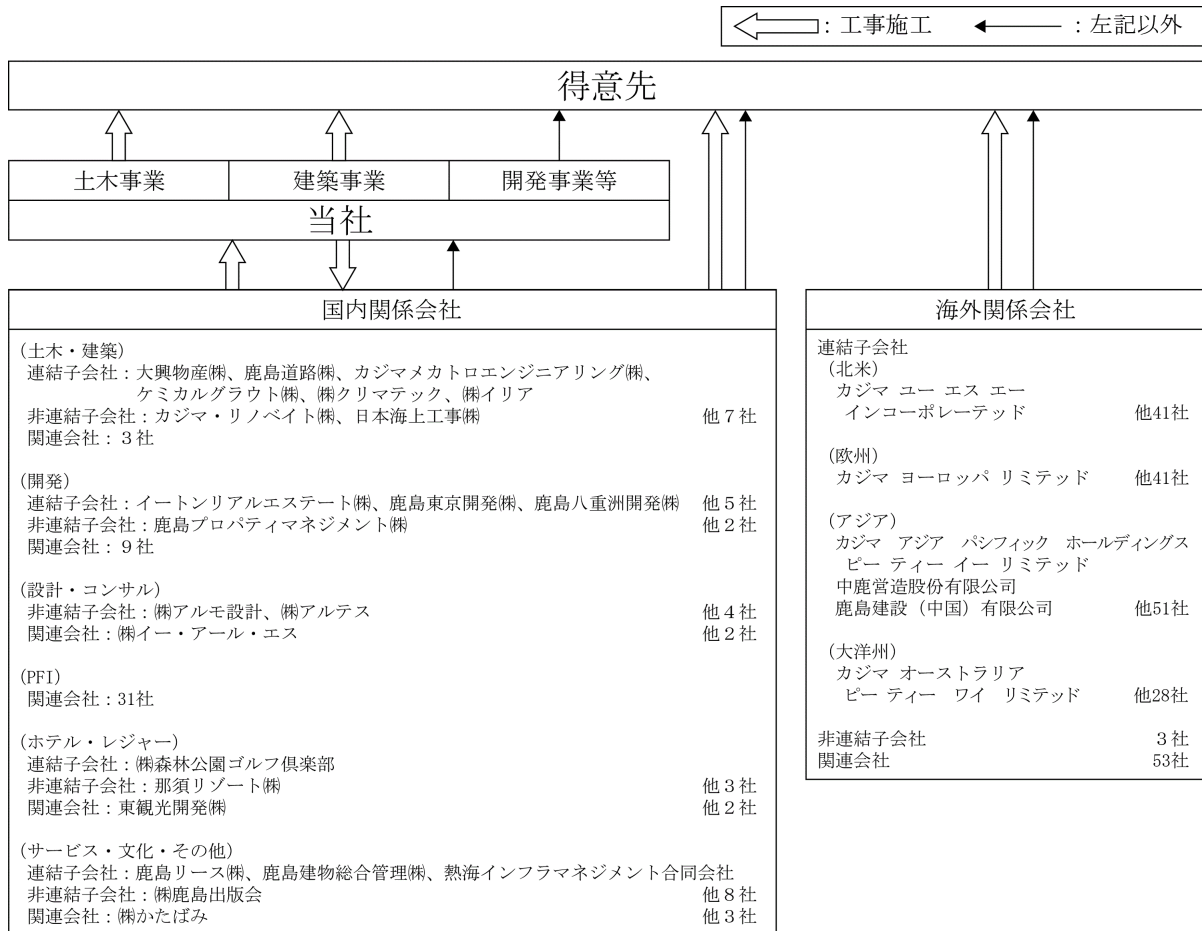 ：工事施工
：左記以外
得意先
土木事業
建築事業
開発事業等
当社
国内関係会社
(土木・建築)
連結子会社：大興物産㈱、鹿島道路㈱、カジマメカトロエンジニアリング㈱、
ケミカルグラウト㈱、㈱クリマテック、㈱イリア
非連結子会社：カジマ・リノベイト㈱、日本海上工事㈱ 他７社
関連会社：３社
(開発)
連結子会社：イートンリアルエステート㈱、鹿島東京開発㈱、鹿島八重洲開発㈱ 他５社
非連結子会社：鹿島プロパティマネジメント㈱ 他２社
関連会社：９社
(設計・コンサル)
非連結子会社：㈱アルモ設計、㈱アルテス 他４社
関連会社：㈱イー・アール・エス 他２社
(PFI)
関連会社：31社
(ホテル・レジャー)
連結子会社：㈱森林公園ゴルフ倶楽部
非連結子会社：那須リゾート㈱ 他３社
関連会社：東観光開発㈱ 他２社
(サービス・文化・その他)
連結子会社：鹿島リース㈱、鹿島建物総合管理㈱、熱海インフラマネジメント合同会社
非連結子会社：㈱鹿島出版会 他８社
関連会社：㈱かたばみ 他３社
海外関係会社
連結子会社
(北米)
カジマ ユー エス エー
インコーポレーテッド 他41社
(欧州)
カジマ ヨーロッパ リミテッド 他41社
(アジア)
カジマ アジア パシフィック ホールディングス
ピー ティー イー リミテッド
中鹿営造股份有限公司
鹿島建設（中国）有限公司 他51社
(大洋州)
カジマ オーストラリア
ピー ティー ワイ リミテッド 他28社
非連結子会社 ３社
関連会社 53社